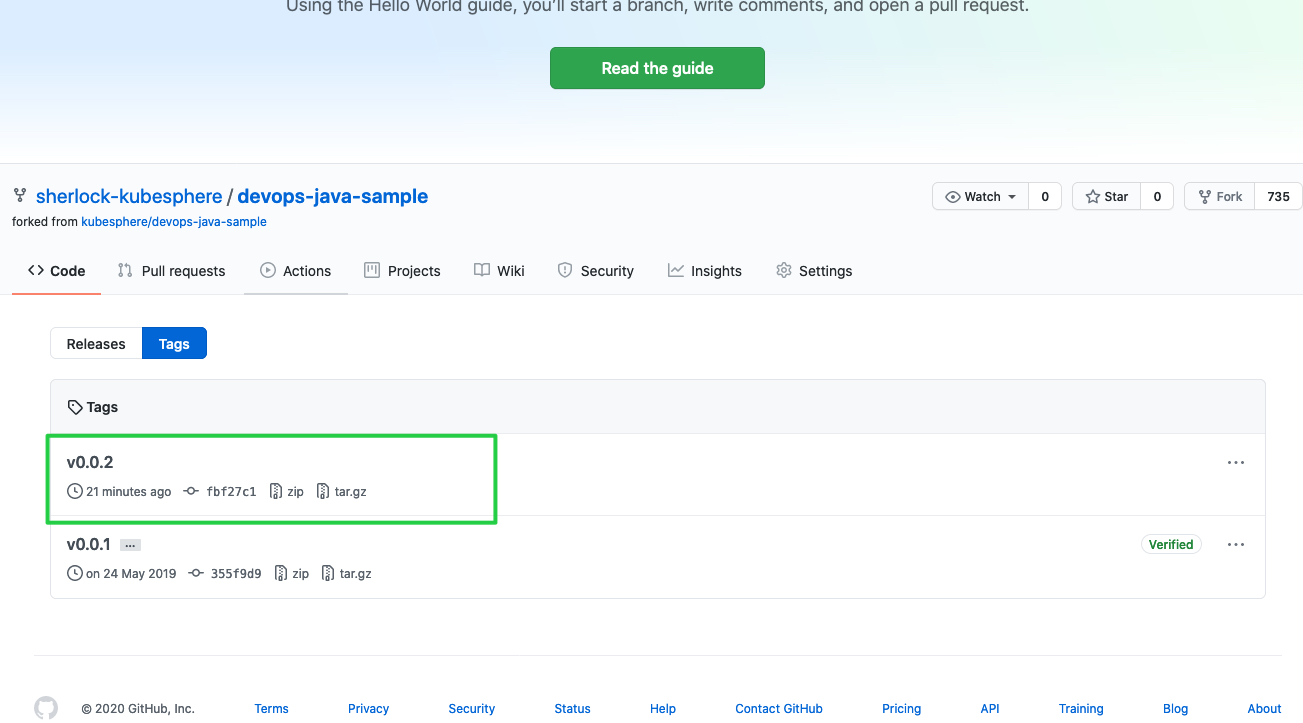 Using the Hello World guide, you'll start a branch, write comments, and open a pull request.
Read the guide
sherlock-kubesphere / devops-java-sample
Watch 0 Star 0 Fork 735
forked from kubesphere/devops-java-sample
Code Pull requests Actions Projects Wiki Security Insights Settings
Releases Tags
Tags
v0.0.2 ...
21 minutes ago fbf27c1 zip tar.gz
v0.0.1 ... Verified ...
on 24 May 2019 355f9d9 zip tar.gz
© 2020 GitHub, Inc. Terms Privacy Security Status Help Contact GitHub Pricing API Training Blog About